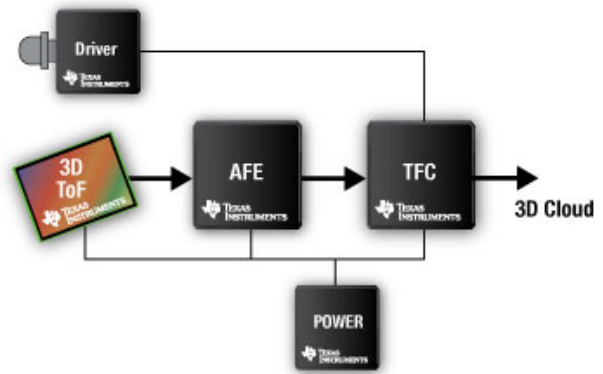 Driver
TEXAS
INSTRUMENTS
3D
ToF
TEXAS
INSTRUMENTS
AFE
TEXAS
INSTRUMENTS
TFC
TEXAS
INSTRUMENTS
3D Cloud
POWER
TEXAS
INSTRUMENTS